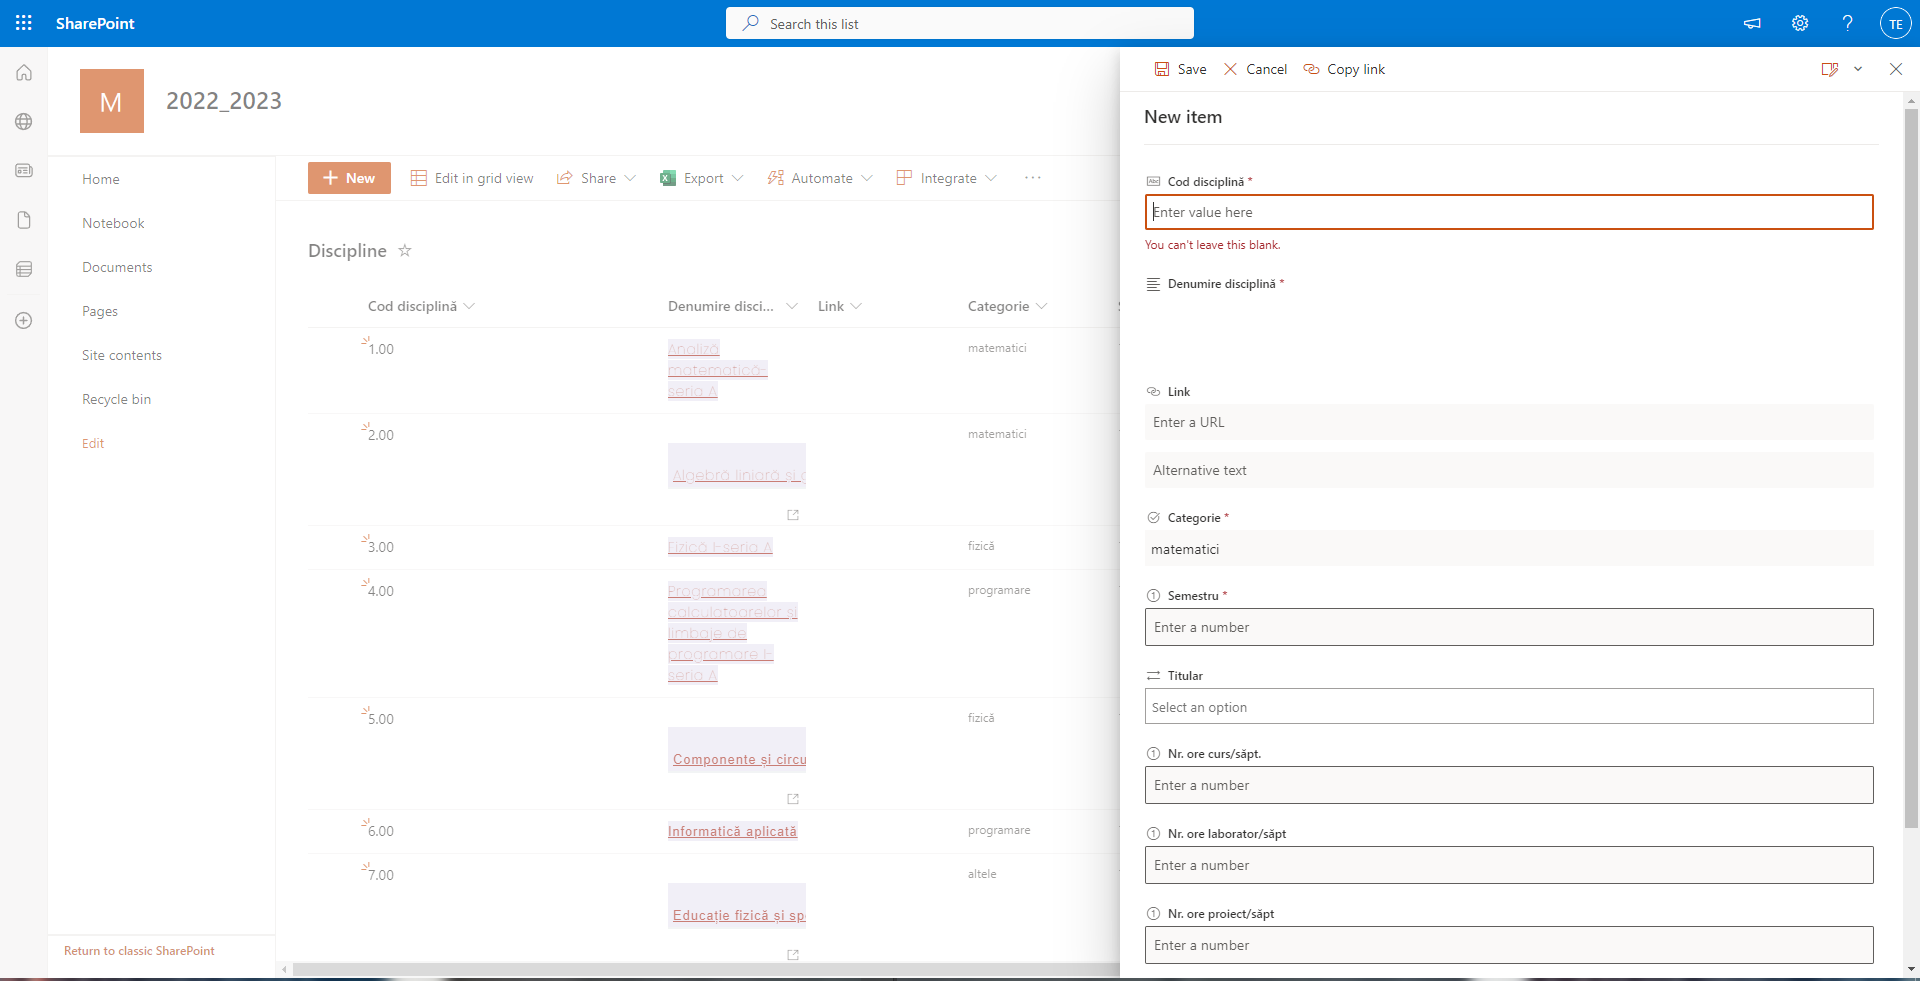 SharePoint
Search this list
TE
M
2022_2023
Home
Notebook
Documents
Pages
Site contents
Recycle bin
Edit
Return to classic SharePoint
New
Edit in grid view
Share
Export
Automate
Integrate
Discipline
Cod disciplină
Denumire disci...
Link
Categorie
1.00
Analiză
matematică-
seria A
matematici
2.00
Algebră liniară și g
matematici
3.00
Fizică I-seria A
fizică
4.00
Programarea
calculatoarelor și
limbaje de
programare I-
seria A
programare
5.00
Componente și circu
fizică
6.00
Informatică aplicată
programare
7.00
Educație fizică și spo
altele
Save
Cancel
Copy link
New item
Abc
Cod disciplină *
Enter value here
You can't leave this blank.
Denumire disciplină *
Link
Enter a URL
Alternative text
Categorie *
matematici
1
Semestru *
Enter a number
Titular
Select an option
1
Nr. ore curs/săpt.
Enter a number
1
Nr. ore laborator/săpt
Enter a number
1
Nr. ore proiect/săpt
Enter a number